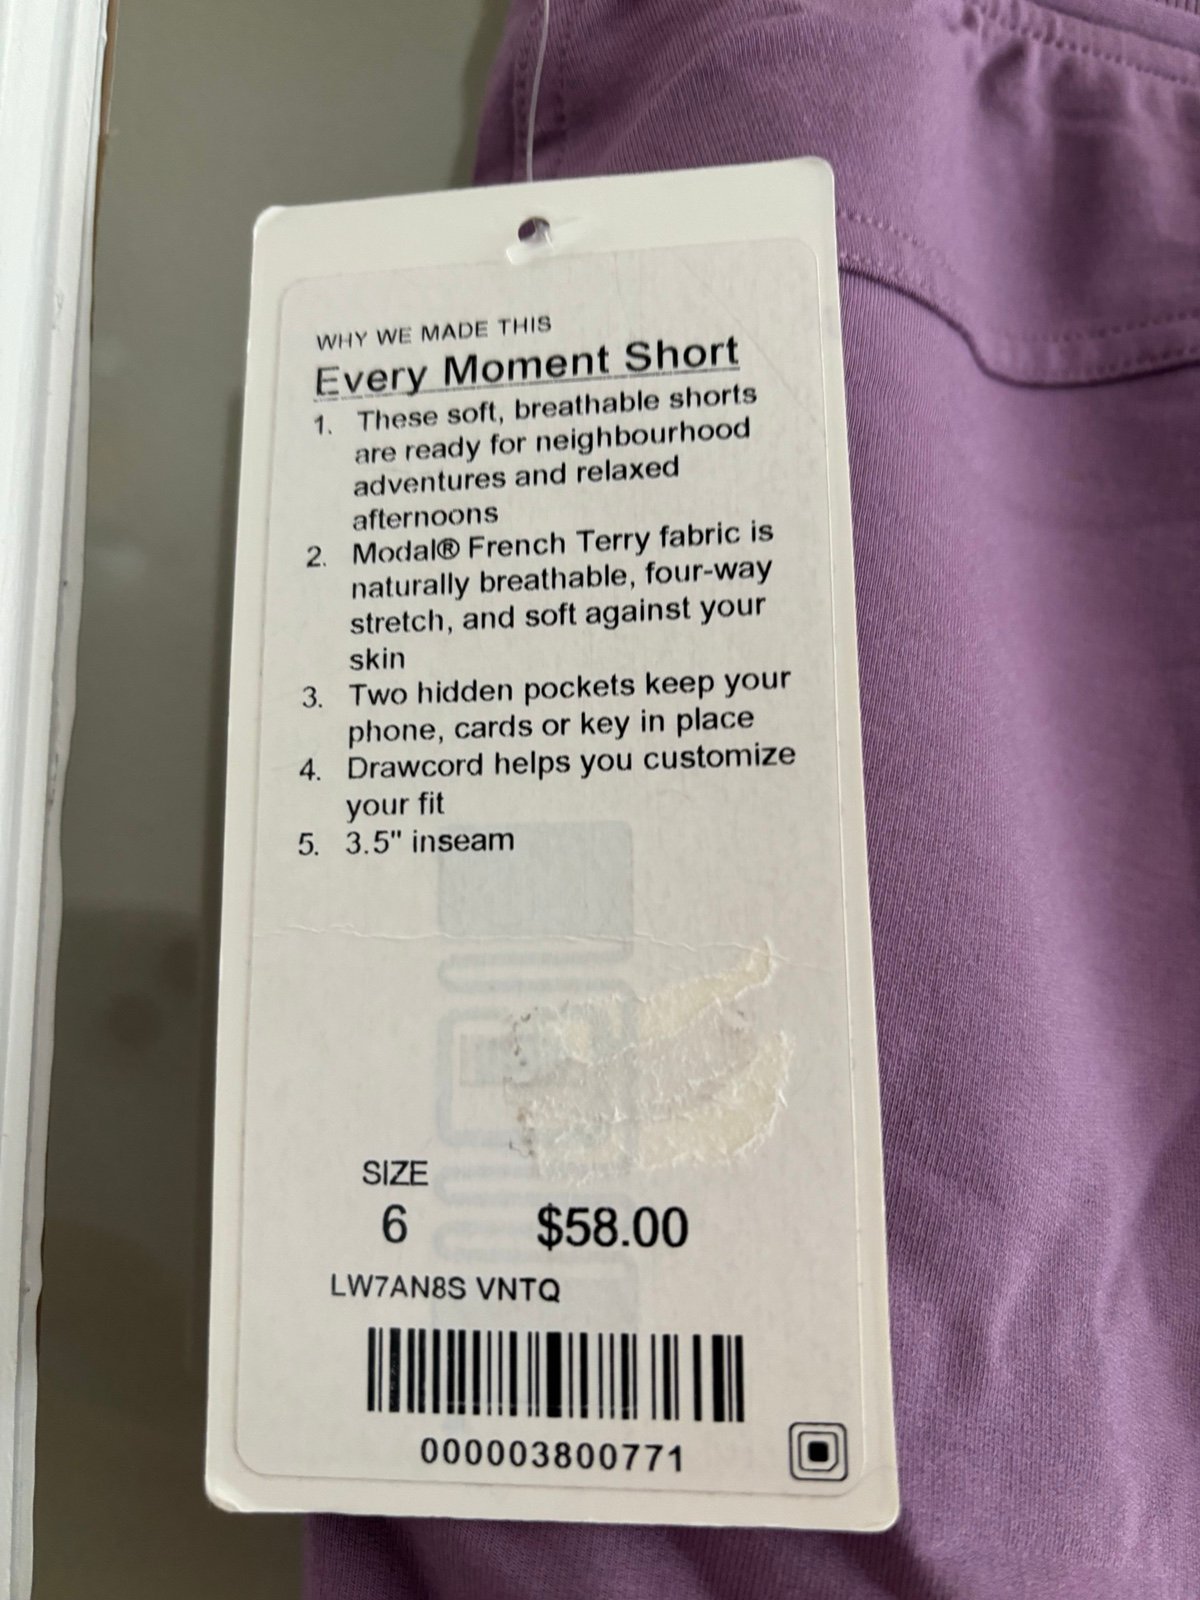 WHY WE MADE THIS
Every Moment Short
1. These soft, breathable shorts
are ready for neighbourhood
adventures and relaxed
afternoons
2. Modal® French Terry fabric is
naturally breathable, four-way
stretch, and soft against your
skin
3. Two hidden pockets keep your
phone, cards or key in place
4. Drawcord helps you customize
your fit
5. 3.5" inseam
SIZE
6 $58.00
LW7AN8S VNTQ
000003800771